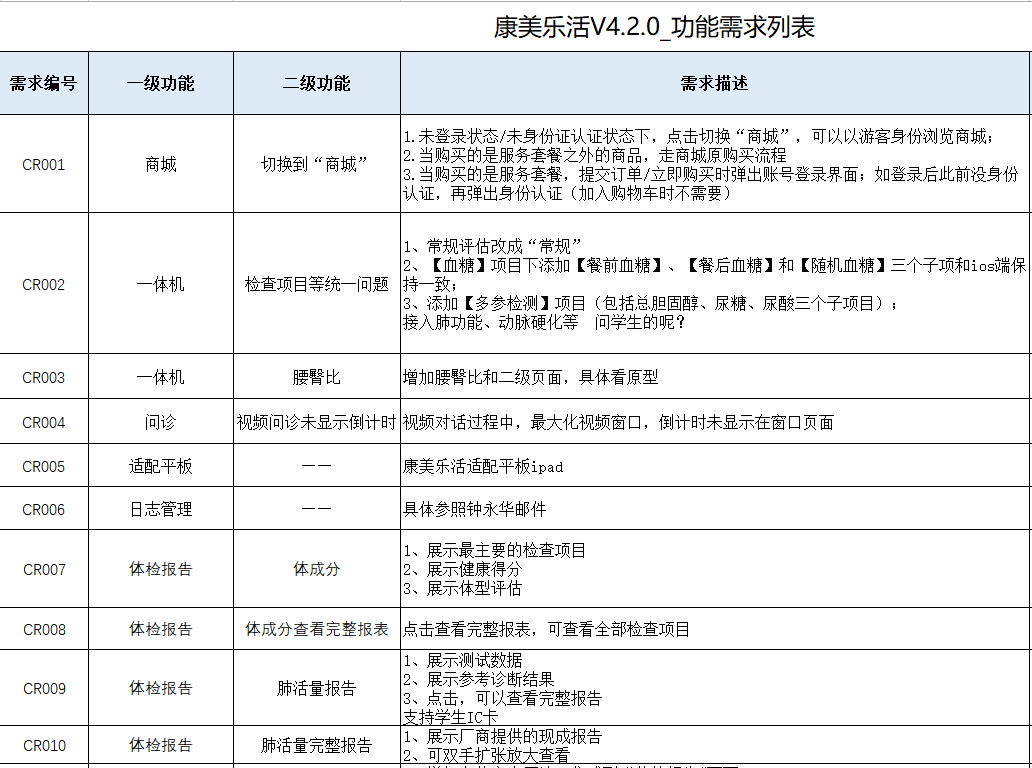 康美乐活V4.2.0_功能需求列表
需求编号 一级功能 二级功能 需求描述
CR001 商城 切换到“商城” 1.未登录状态/未身份证认证状态下，点击切换“商城”，可以以游客身份浏览商城；
2.当购买的是服务套餐之外的商品，走商城原购买流程
3.当购买的是服务套餐，提交订单/立即购买时弹出账号登录界面；如登录后此前没身份
认证，再弹出身份认证（加入购物车时不需要）
CR002 一体机 检查项目等统一问题 1、常规评估改成“常规”
2、【血糖】项目下添加【餐前血糖】、【餐后血糖】和【随机血糖】三个子项和ios端保
持一致；
3、添加【多参检测】项目（包括总胆固醇、尿糖、尿酸三个子项目）；
接入肺功能、动脉硬化等 问学生的呢？
CR003 一体机 腰臀比 增加腰臀比和二级页面，具体看原型
CR004 问诊 视频问诊未显示倒计时 视频对话过程中，最大化视频窗口，倒计时未显示在窗口页面
CR005 适配平板 —— 康美乐活适配平板ipad
CR006 日志管理 —— 具体参照钟永华邮件
CR007 体检报告 体成分 1、展示最主要的检查项目
2、展示健康得分
3、展示体型评估
CR008 体检报告 体成分查看完整报表 点击查看完整报表，可查看全部检查项目
CR009 体检报告 肺活量报告 1、展示测试数据
2、展示参考诊断结果
3、点击，可以查看完整报告
支持学生IC卡
CR010 体检报告 肺活量完整报告 1、展示厂商提供的现成报告
2、可双手扩张放大查看